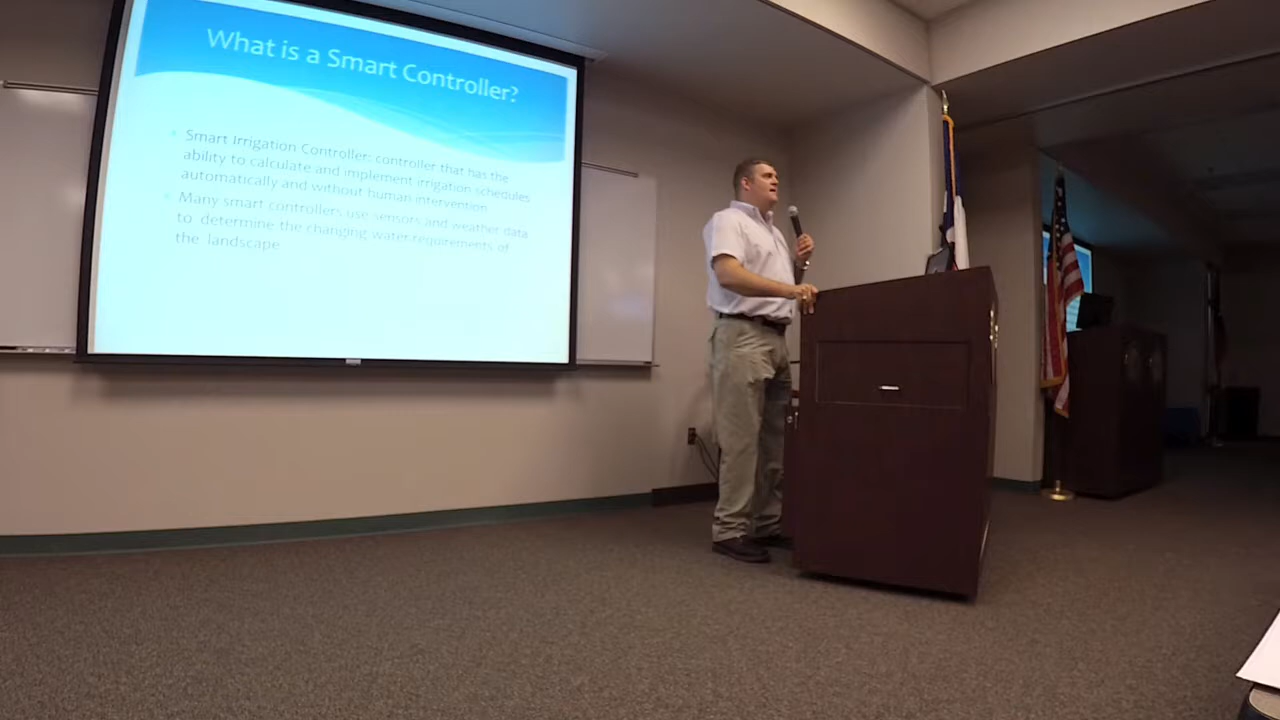 What is a Smart Controller?
Smart Irrigation Controller: controller that has the
ability to calculate and implement irrigation schedules
automatically and without human intervention
Many smart controllers use sensors and weather data
to determine the changing water requirements of
the landscape